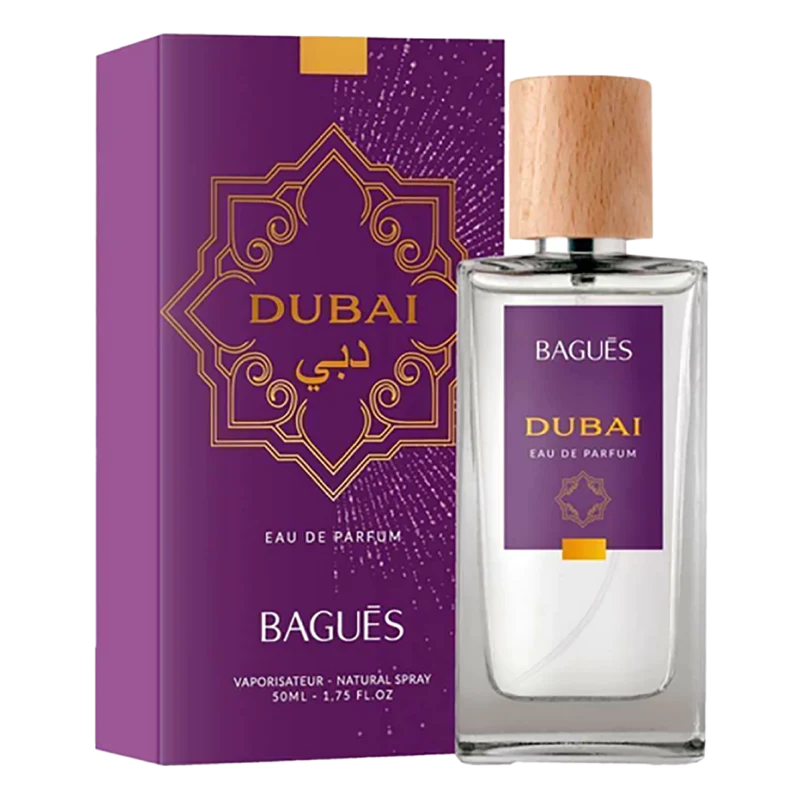 DUBAI
دبي
EAU DE PARFUM
BAGUĒS
VAPORISATEUR - NATURAL SPRAY
50ML - 1,75 FL.OZ
BAGUĒS
DUBAI
EAU DE PARFUM